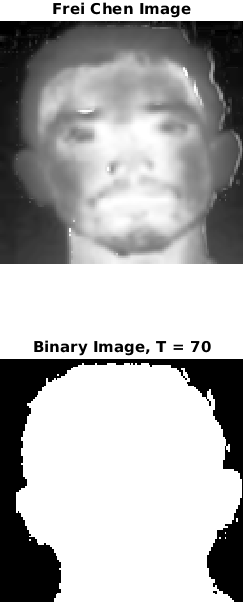 Frei Chen Image
Binary Image, T = 70